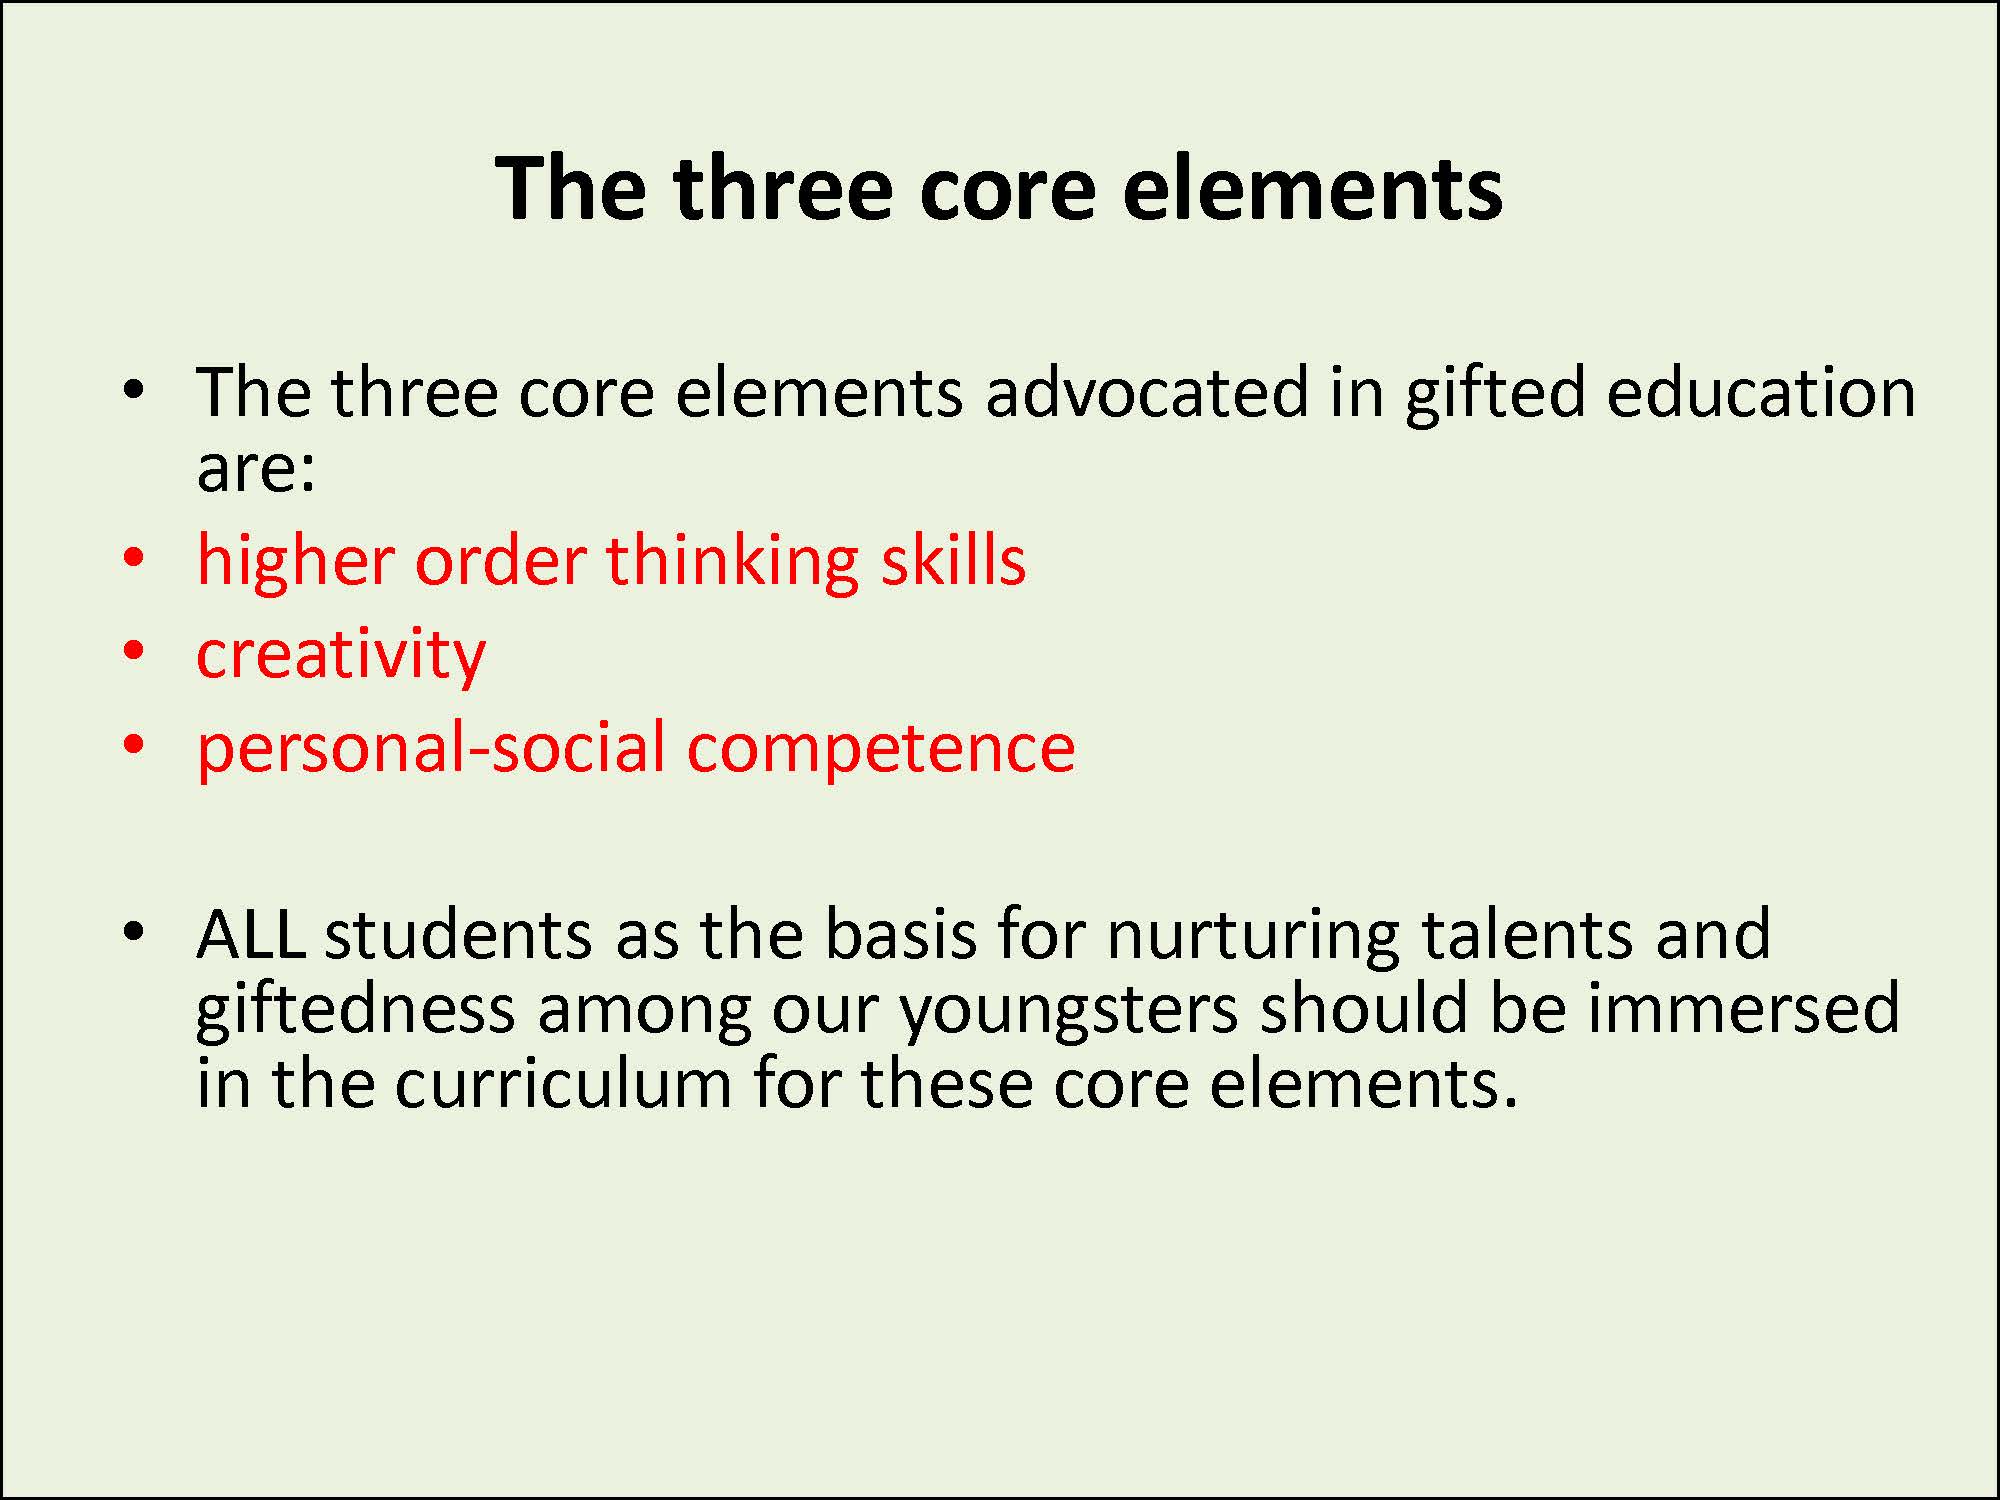 The three core elements
• The three core elements advocated in gifted education
are:
• higher order thinking skills
• creativity
• personal-social competence
• ALL students as the basis for nurturing talents and
giftedness among our youngsters should be immersed
in the curriculum for these core elements.